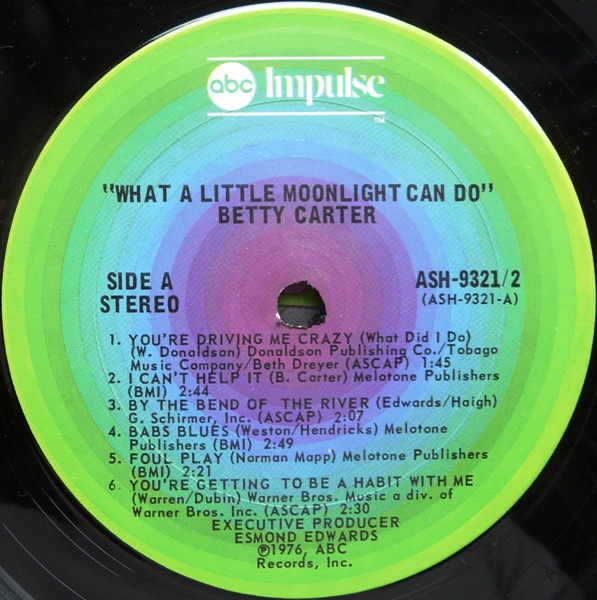 abc Impulse
TM
"WHAT A LITTLE MOONLIGHT CAN DO"
BETTY CARTER
SIDE A
STEREO
ASH-9321/2
(ASH-9321-A)
1. YOU'RE DRIVING ME CRAZY (What Did I Do)
(W. Donaldson) Donaldson Publishing Co./Tobago
Music Company/Beth Dreyer (ASCAP) 1:45
2. I CAN'T HELP IT (B. Carter) Melotone Publishers
(BMI) 2:44
3. BY THE BEND OF THE RIVER (Edwards/Haigh)
G. Schirmer, Inc. (ASCAP) 2:07
4. BABS BLUES (Weston/Hendricks) Melotone
Publishers (BMI) 2:49
5. FOUL PLAY (Norman Mapp) Melotone Publishers
(BMI) 2:21
6. YOU'RE GETTING TO BE A HABIT WITH ME
(Warren/Dubin) Warner Bros. Music a div. of
Warner Bros. Inc. (ASCAP) 2:30
EXECUTIVE PRODUCER
ESMOND EDWARDS
℗1976, ABC
Records, Inc.